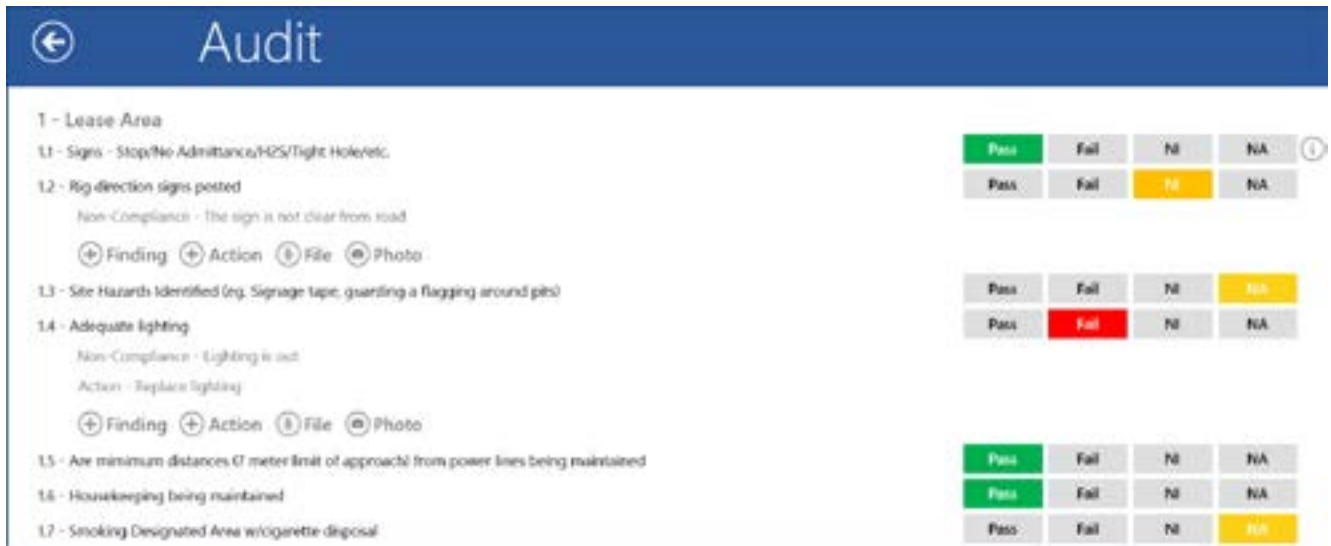 Audit
1 - Lease Area
1.1 - Signs - Stop/No Admittance/H2S/Tight Hole/etc. Pass Fail NI NA
1.2 - Rig direction signs posted Pass Fail NI NA
Non-Compliance - The sign is not clear from road
Finding Action File Photo
1.3 - Site Hazards Identified (eg. Signage tape, guarding a flagging around pits) Pass Fail NI NA
1.4 - Adequate lighting Pass Fail NI NA
Non-Compliance - Lighting is out
Action - Replace lighting
Finding Action File Photo
1.5 - Are minimum distances (7 meter limit of approach) from power lines being maintained Pass Fail NI NA
1.6 - Housekeeping being maintained Pass Fail NI NA
1.7 - Smoking Designated Area w/cigarette disposal Pass Fail NI NA